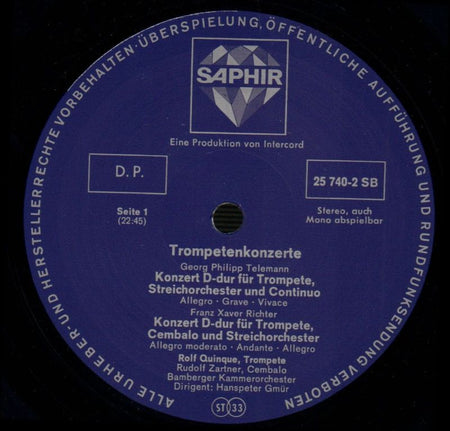 ALLE URHEBER- UND HERSTELLERRECHTE VORBEHALTEN · ÜBERSPIELUNG, ÖFFENTLICHE AUFFÜHRUNG UND RUNDFUNKSENDUNG VERBOTEN
SAPHIR
Eine Produktion von Intercord
D. P.
25 740-2 SB
Seite 1
(22:45)
Stereo, auch
Mono abspielbar
Trompetenkonzerte
Georg Philipp Telemann
Konzert D-dur für Trompete,
Streichorchester und Continuo
Allegro · Grave · Vivace
Franz Xaver Richter
Konzert D-dur für Trompete,
Cembalo und Streichorchester
Allegro moderato · Andante · Allegro
Rolf Quinque, Trompete
Rudolf Zartner, Cembalo
Bamberger Kammerorchester
Dirigent: Hanspeter Gmür
ST 33